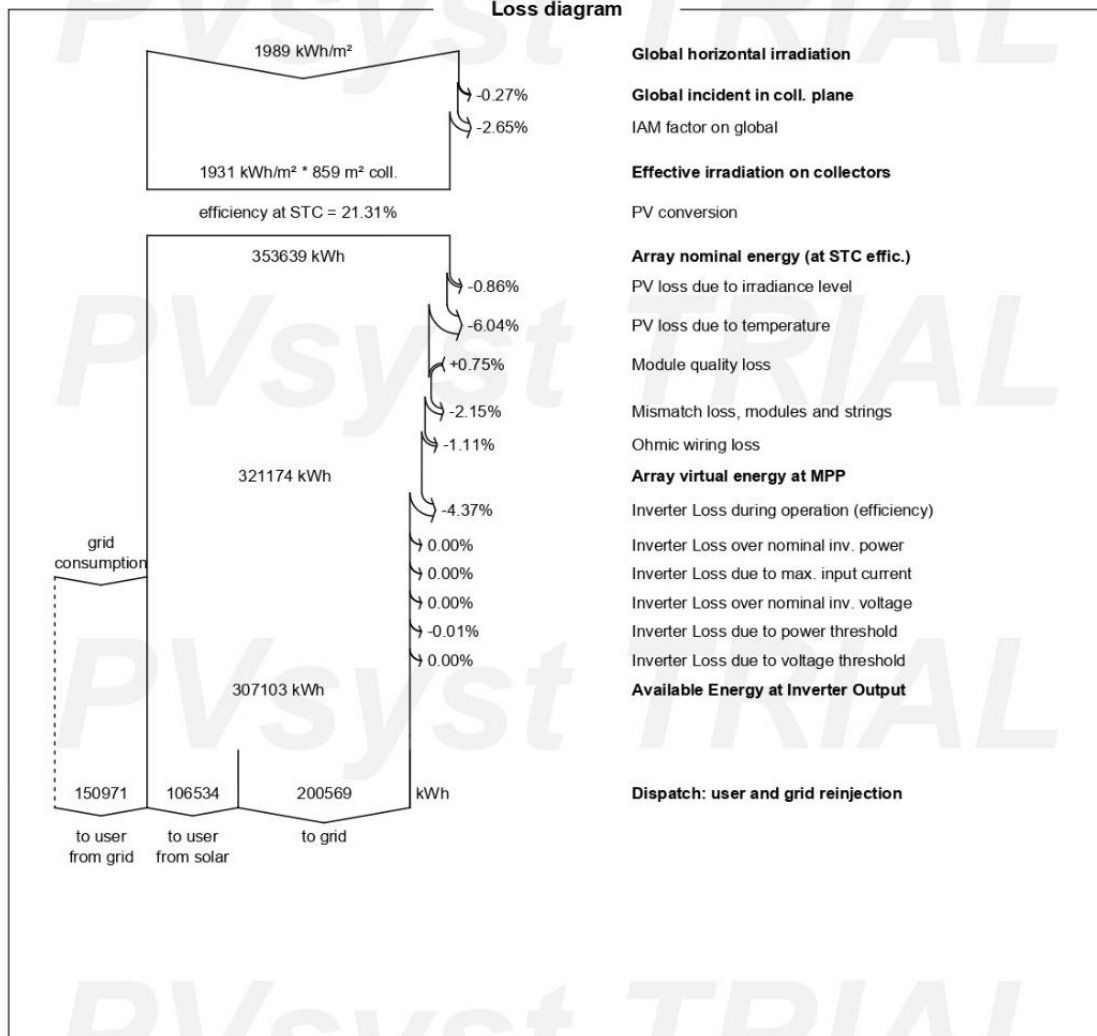 Loss diagram
1989 kWh/m²
Global horizontal irradiation
-0.27%
Global incident in coll. plane
-2.65%
IAM factor on global
1931 kWh/m² * 859 m² coll.
Effective irradiation on collectors
efficiency at STC = 21.31%
PV conversion
353639 kWh
Array nominal energy (at STC effic.)
-0.86%
PV loss due to irradiance level
-6.04%
PV loss due to temperature
+0.75%
Module quality loss
-2.15%
Mismatch loss, modules and strings
-1.11%
Ohmic wiring loss
321174 kWh
Array virtual energy at MPP
-4.37%
Inverter Loss during operation (efficiency)
grid
consumption
0.00%
Inverter Loss over nominal inv. power
0.00%
Inverter Loss due to max. input current
0.00%
Inverter Loss over nominal inv. voltage
-0.01%
Inverter Loss due to power threshold
0.00%
Inverter Loss due to voltage threshold
307103 kWh
Available Energy at Inverter Output
150971
106534
200569
kWh
Dispatch: user and grid reinjection
to user
from grid
to user
from solar
to grid
PVsyst TRIAL
PVsyst TRIAL
PVsyst TRIAL
PVsyst TRIAL